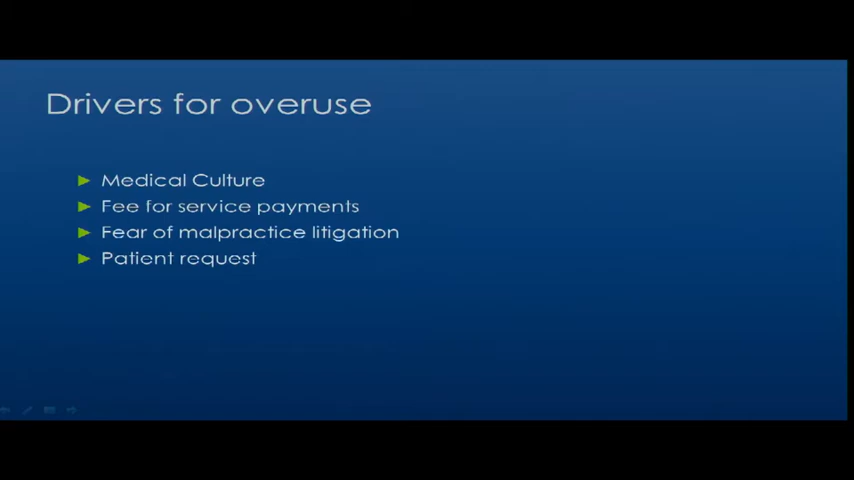 Drivers for overuse
Medical Culture
Fee for service payments
Fear of malpractice litigation
Patient request